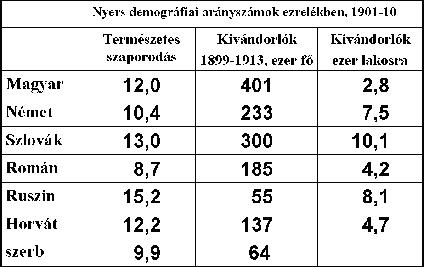 Nyers demográfiai arányszámok ezrelékben, 1901-10
Természetes szaporodás Kivándorlók 1899-1913, ezer fő Kivándorlók ezer lakosra
Magyar 12,0 401 2,8
Német 10,4 233 7,5
Szlovák 13,0 300 10,1
Román 8,7 185 4,2
Ruszin 15,2 55 8,1
Horvát 12,2 137 4,7
szerb 9,9 64